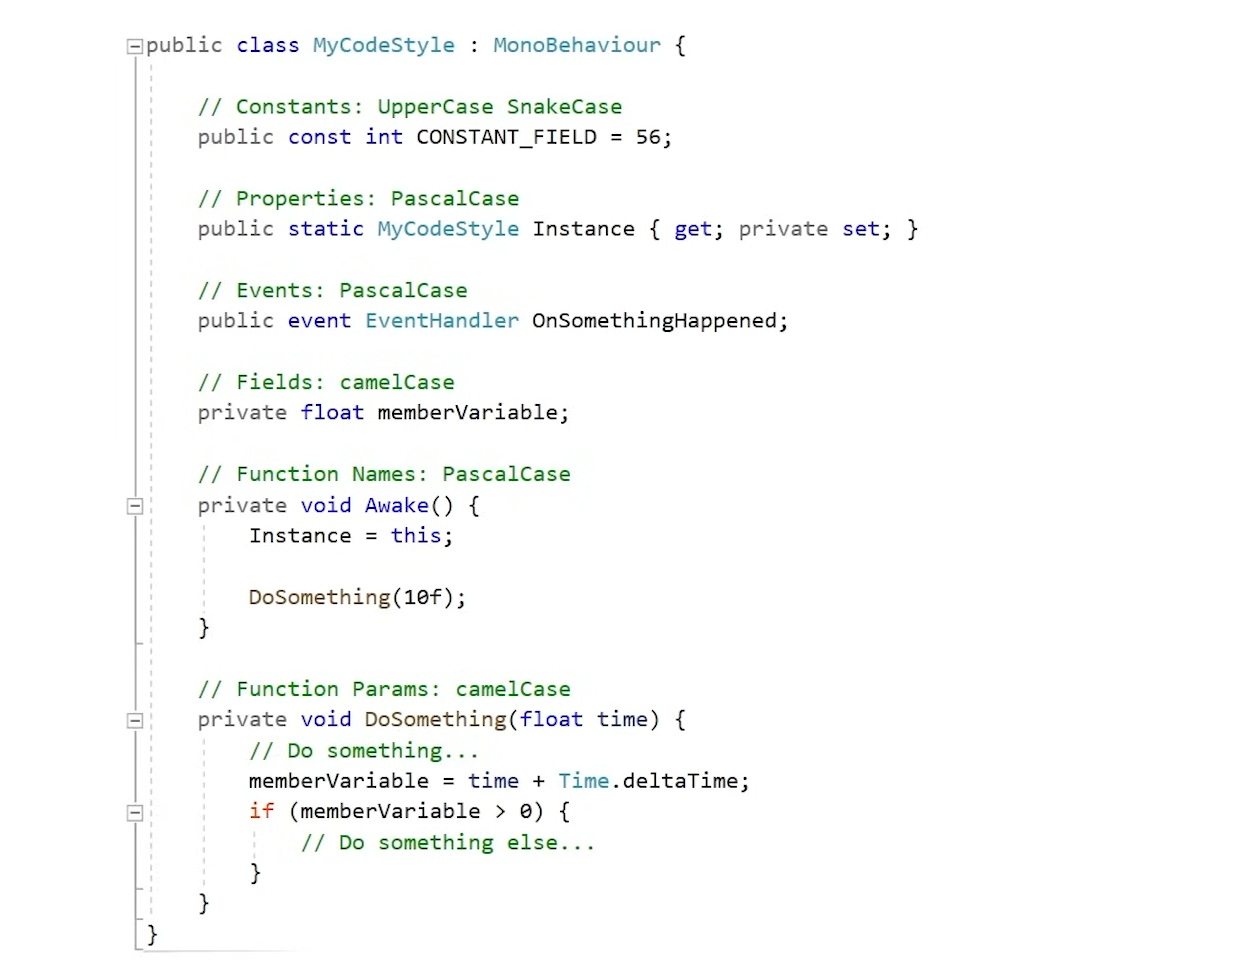 public class MyCodeStyle : MonoBehaviour {
// Constants: UpperCase SnakeCase
public const int CONSTANT_FIELD = 56;
// Properties: PascalCase
public static MyCodeStyle Instance { get; private set; }
// Events: PascalCase
public event EventHandler OnSomethingHappened;
// Fields: camelCase
private float memberVariable;
// Function Names: PascalCase
private void Awake() {
Instance = this;
DoSomething(10f);
}
// Function Params: camelCase
private void DoSomething(float time) {
// Do something...
memberVariable = time + Time.deltaTime;
if (memberVariable > 0) {
// Do something else...
}
}
}